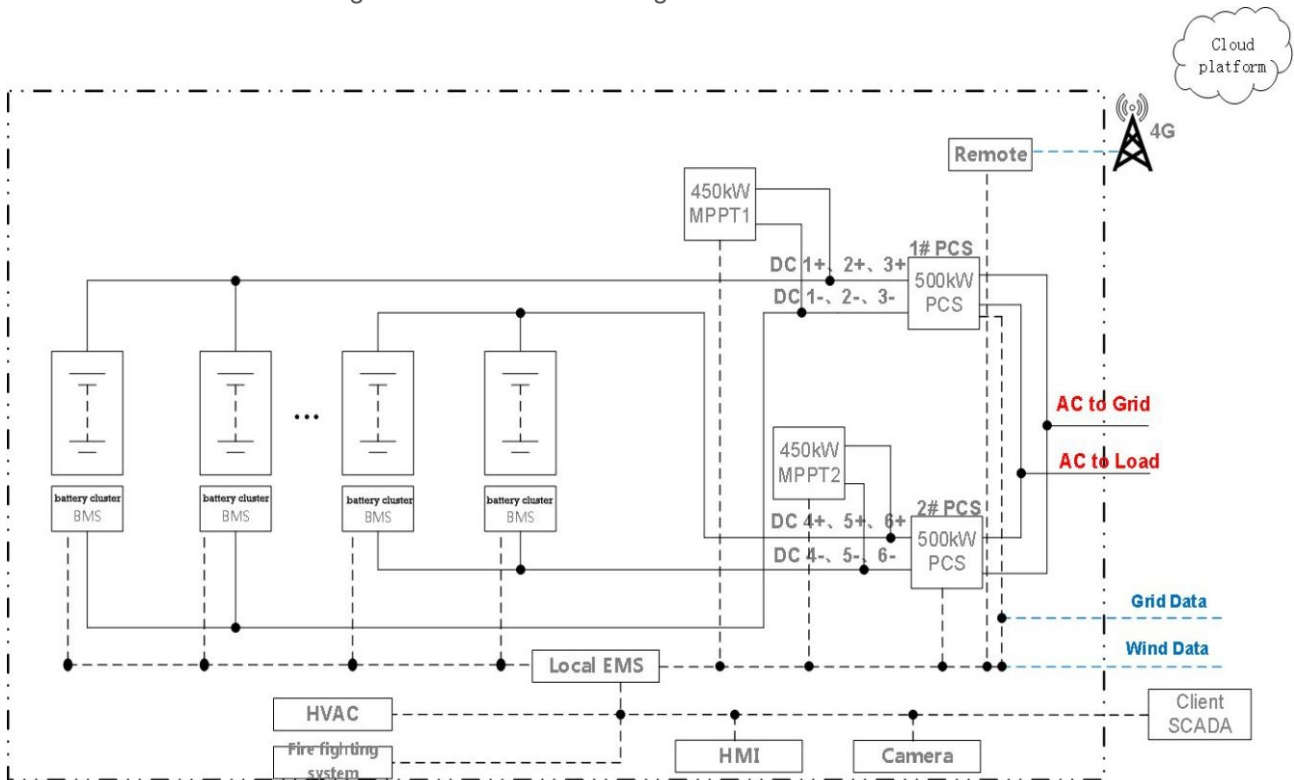 Cloud
platform
4G
Remote
450kW
MPPT1
1# PCS
DC 1+、2+、3+
DC 1-、2-、3-
500kW
PCS
AC to Grid
AC to Load
450kW
MPPT2
2# PCS
DC 4+、5+、6+
DC 4-、5-、6-
500kW
PCS
...
battery cluster
BMS
battery cluster
BMS
battery cluster
BMS
battery cluster
BMS
Grid Data
Wind Data
Local EMS
HVAC
Fire fighting
system
HMI
Camera
Client
SCADA